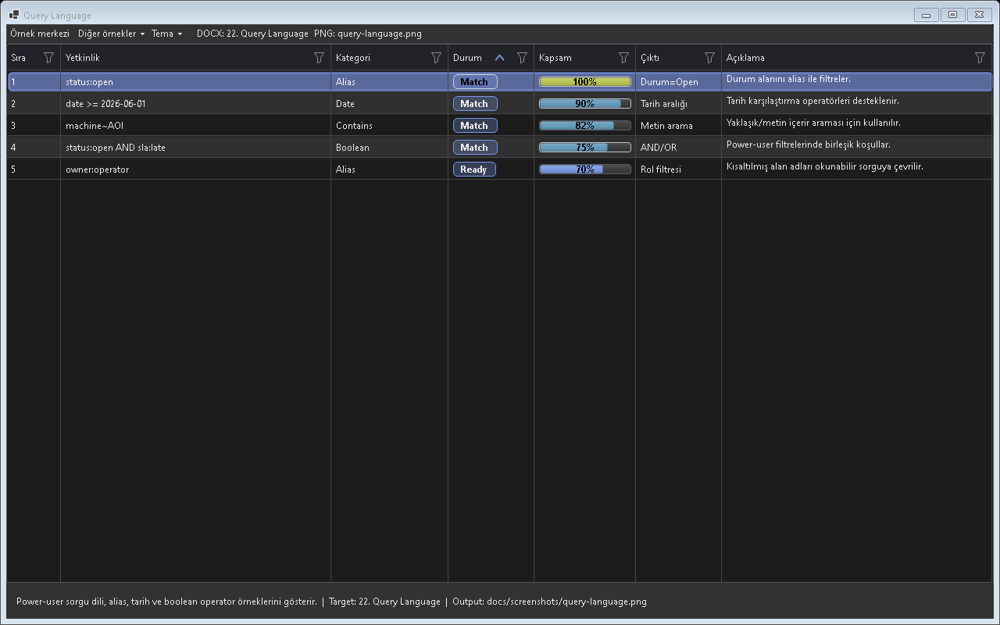 Query Language
Örnek merkezi Diğer örnekler Tema DOCX: 22. Query Language PNG: query-language.png
Sıra Yetkinlik Kategori Durum Kapsam Çıktı Açıklama
1 status:open Alias Match 100% Durum=Open Durum alanını alias ile filtreler.
2 date >= 2026-06-01 Date Match 90% Tarih aralığı Tarih karşılaştırma operatörleri desteklenir.
3 machine~AOI Contains Match 82% Metin arama Yaklaşık/metin içerir araması için kullanılır.
4 status:open AND sla:late Boolean Match 75% AND/OR Power-user filtrelerinde birleşik koşullar.
5 owner:operator Alias Ready 70% Rol filtresi Kısaltılmış alan adları okunabilir sorguya çevrilir.
Power-user sorgu dili, alias, tarih ve boolean operator örneklerini gösterir. | Target: 22. Query Language | Output: docs/screenshots/query-language.png